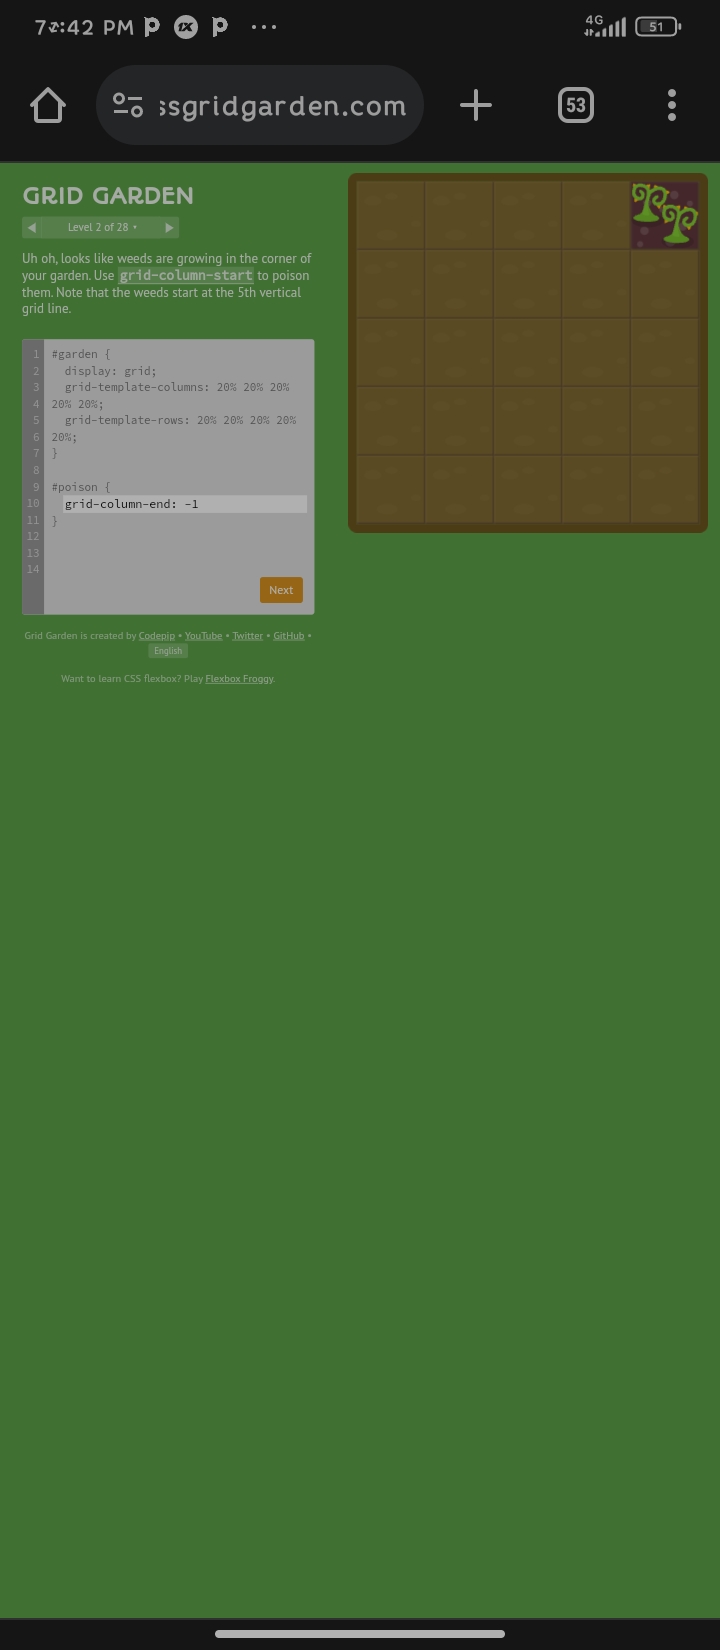 7:42 PM
1X
4G
51
ssgridgarden.com
53
GRID GARDEN
Level 2 of 28
Uh oh, looks like weeds are growing in the corner of
your garden. Use grid-column-start to poison
them. Note that the weeds start at the 5th vertical
grid line.
1 #garden {
2 display: grid;
3 grid-template-columns: 20% 20% 20%
4 20% 20%;
5 grid-template-rows: 20% 20% 20% 20%
6 20%;
7 }
8
9 #poison {
10 grid-column-end: -1
11 }
12
13
14
Next
Grid Garden is created by Codepip • YouTube • Twitter • GitHub •
English
Want to learn CSS flexbox? Play Flexbox Froggy.